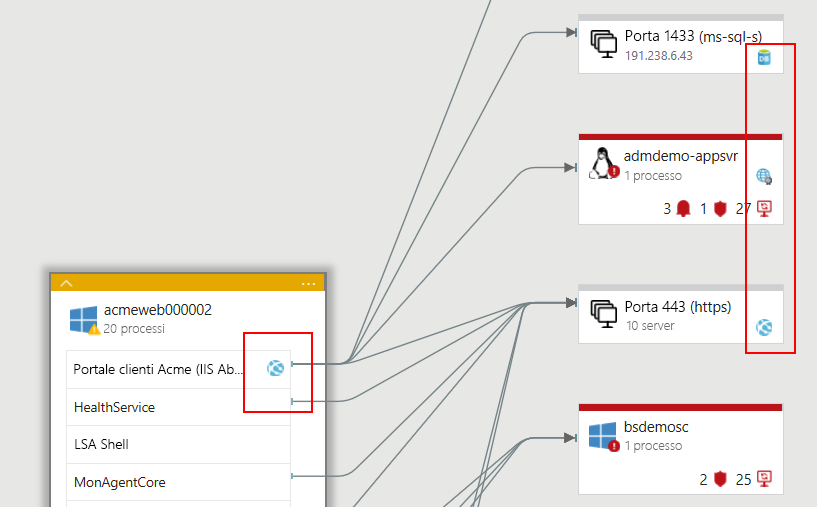 Porta 1433 (ms-sql-s)
191.238.6.43
DB
admdemo-appsvr
1 processo
3 1 27
Porta 443 (https)
10 server
bsdemosc
1 processo
2 25
...
acmeweb000002
20 processi
Portale clienti Acme (IIS Ab...
HealthService
LSA Shell
MonAgentCore